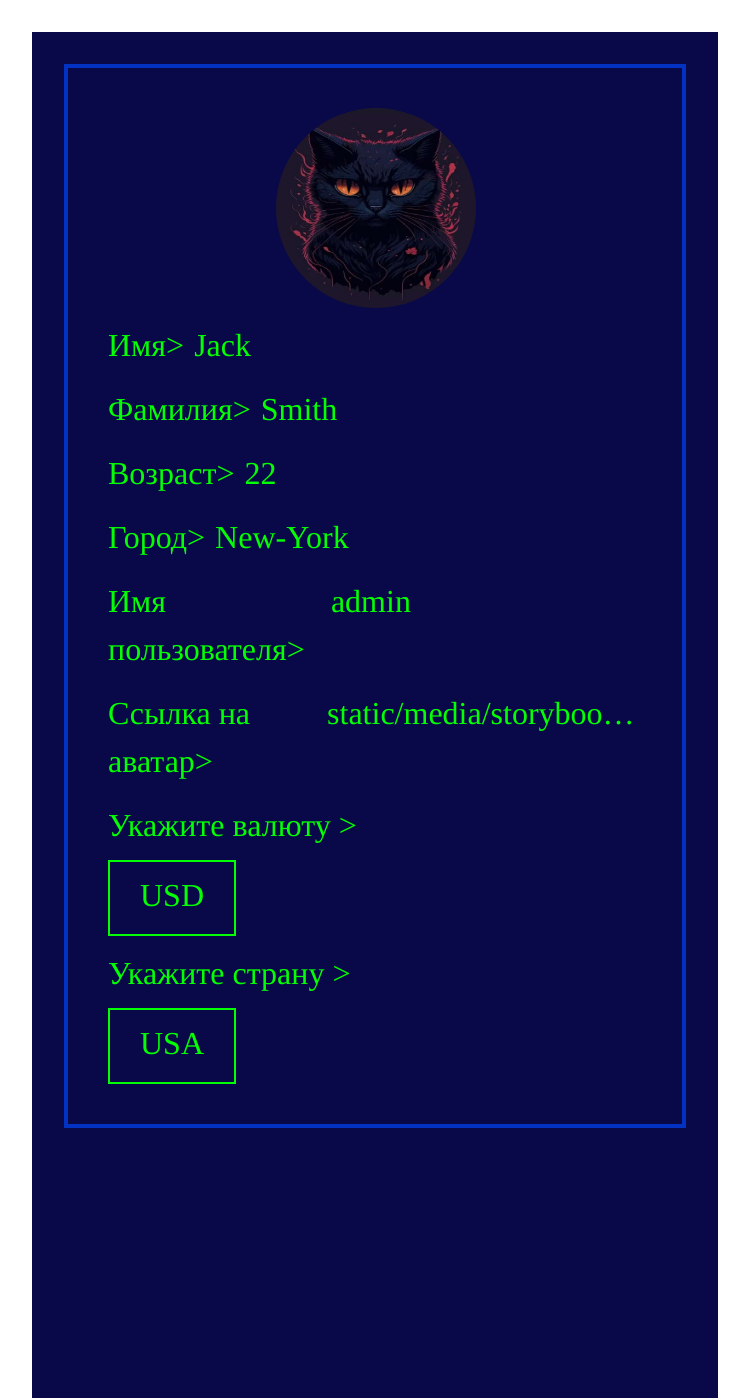 Имя> Jack
Фамилия> Smith
Возраст> 22
Город> New-York
Имя пользователя> admin
Ссылка на аватар> static/media/storyboo…
Укажите валюту >
USD
Укажите страну >
USA